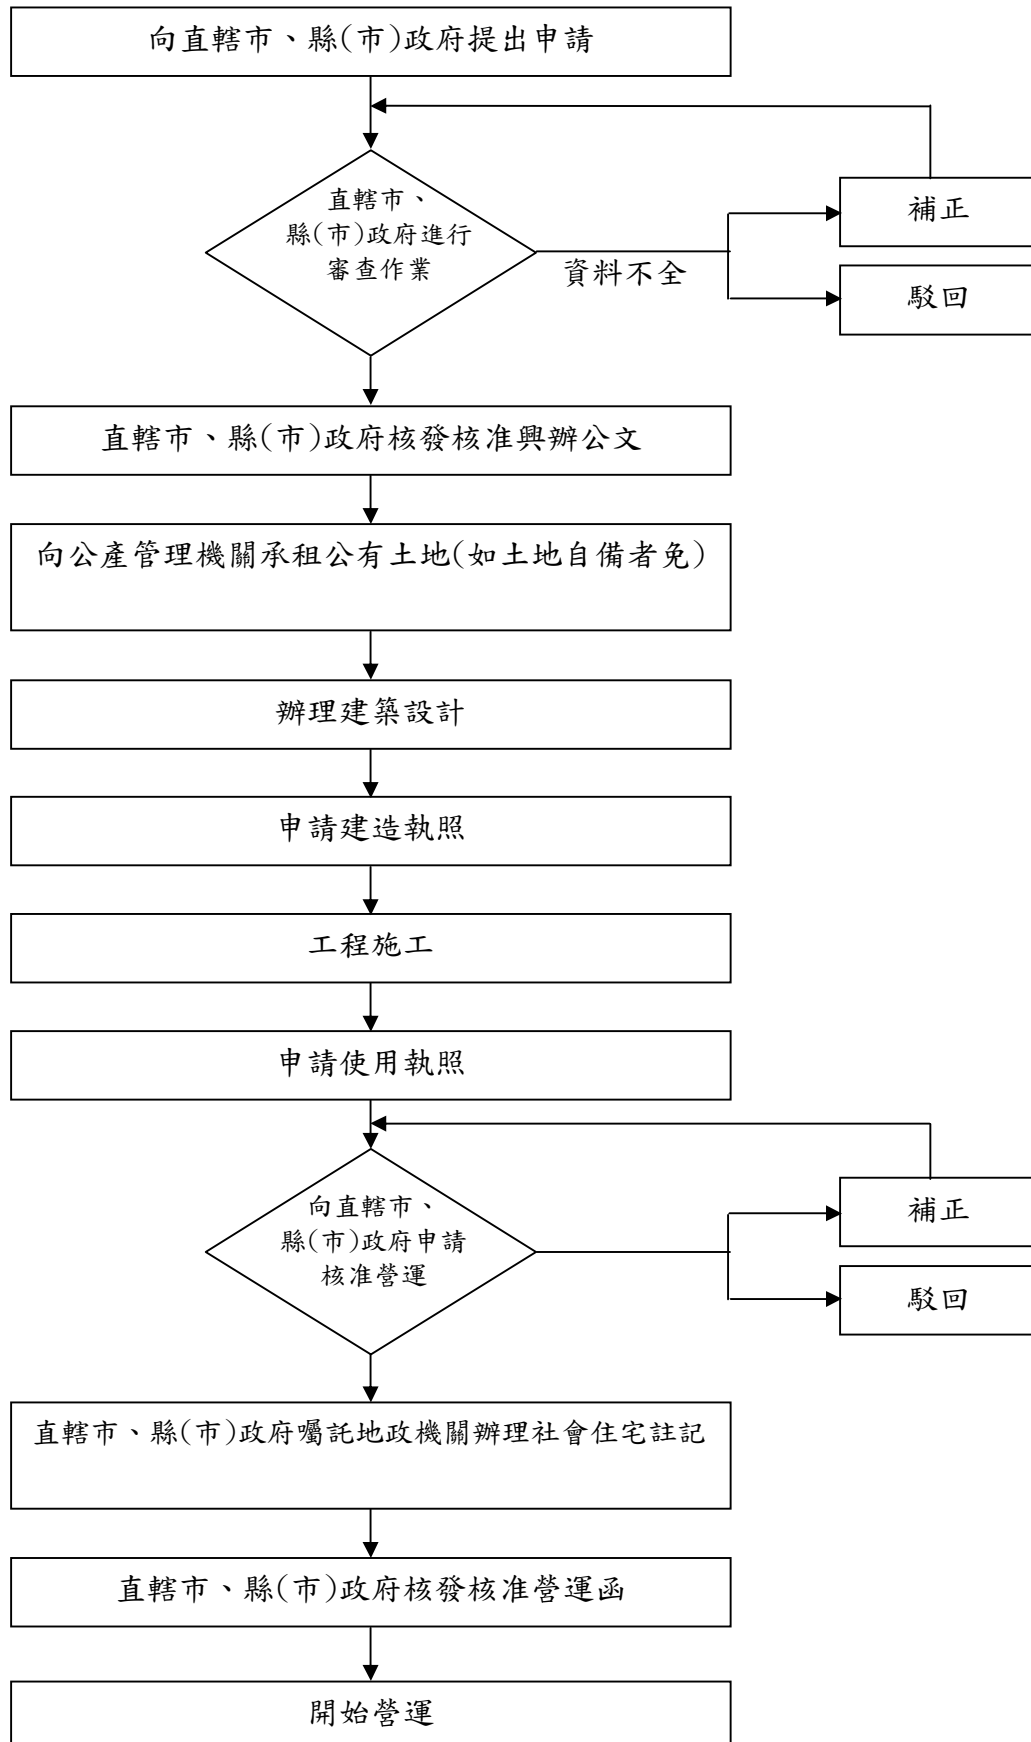 向直轄市、縣(市)政府提出申請
直轄市、
縣(市)政府進行
審查作業
資料不全
補正
駁回
直轄市、縣(市)政府核發核准興辦公文
向公產管理機關承租公有土地(如土地自備者免)
辦理建築設計
申請建造執照
工程施工
申請使用執照
向直轄市、
縣(市)政府申請
核准營運
補正
駁回
直轄市、縣(市)政府囑託地政機關辦理社會住宅註記
直轄市、縣(市)政府核發核准營運函
開始營運